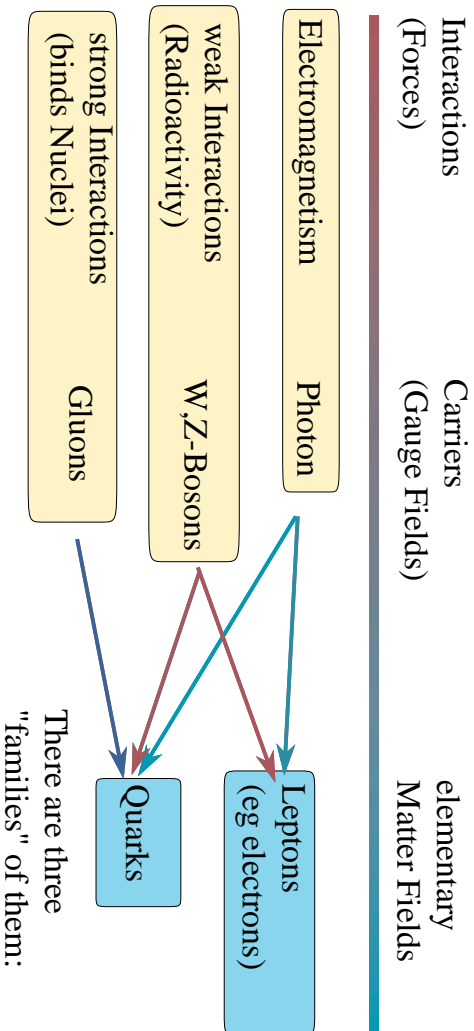 Interactions
(Forces)
Carriers
(Gauge Fields)
elementary
Matter Fields
Electromagnetism
Photon
Leptons
(eg electrons)
weak Interactions
(Radioactivity)
W,Z-Bosons
Quarks
strong Interactions
(binds Nuclei)
Gluons
There are three
"families" of them: